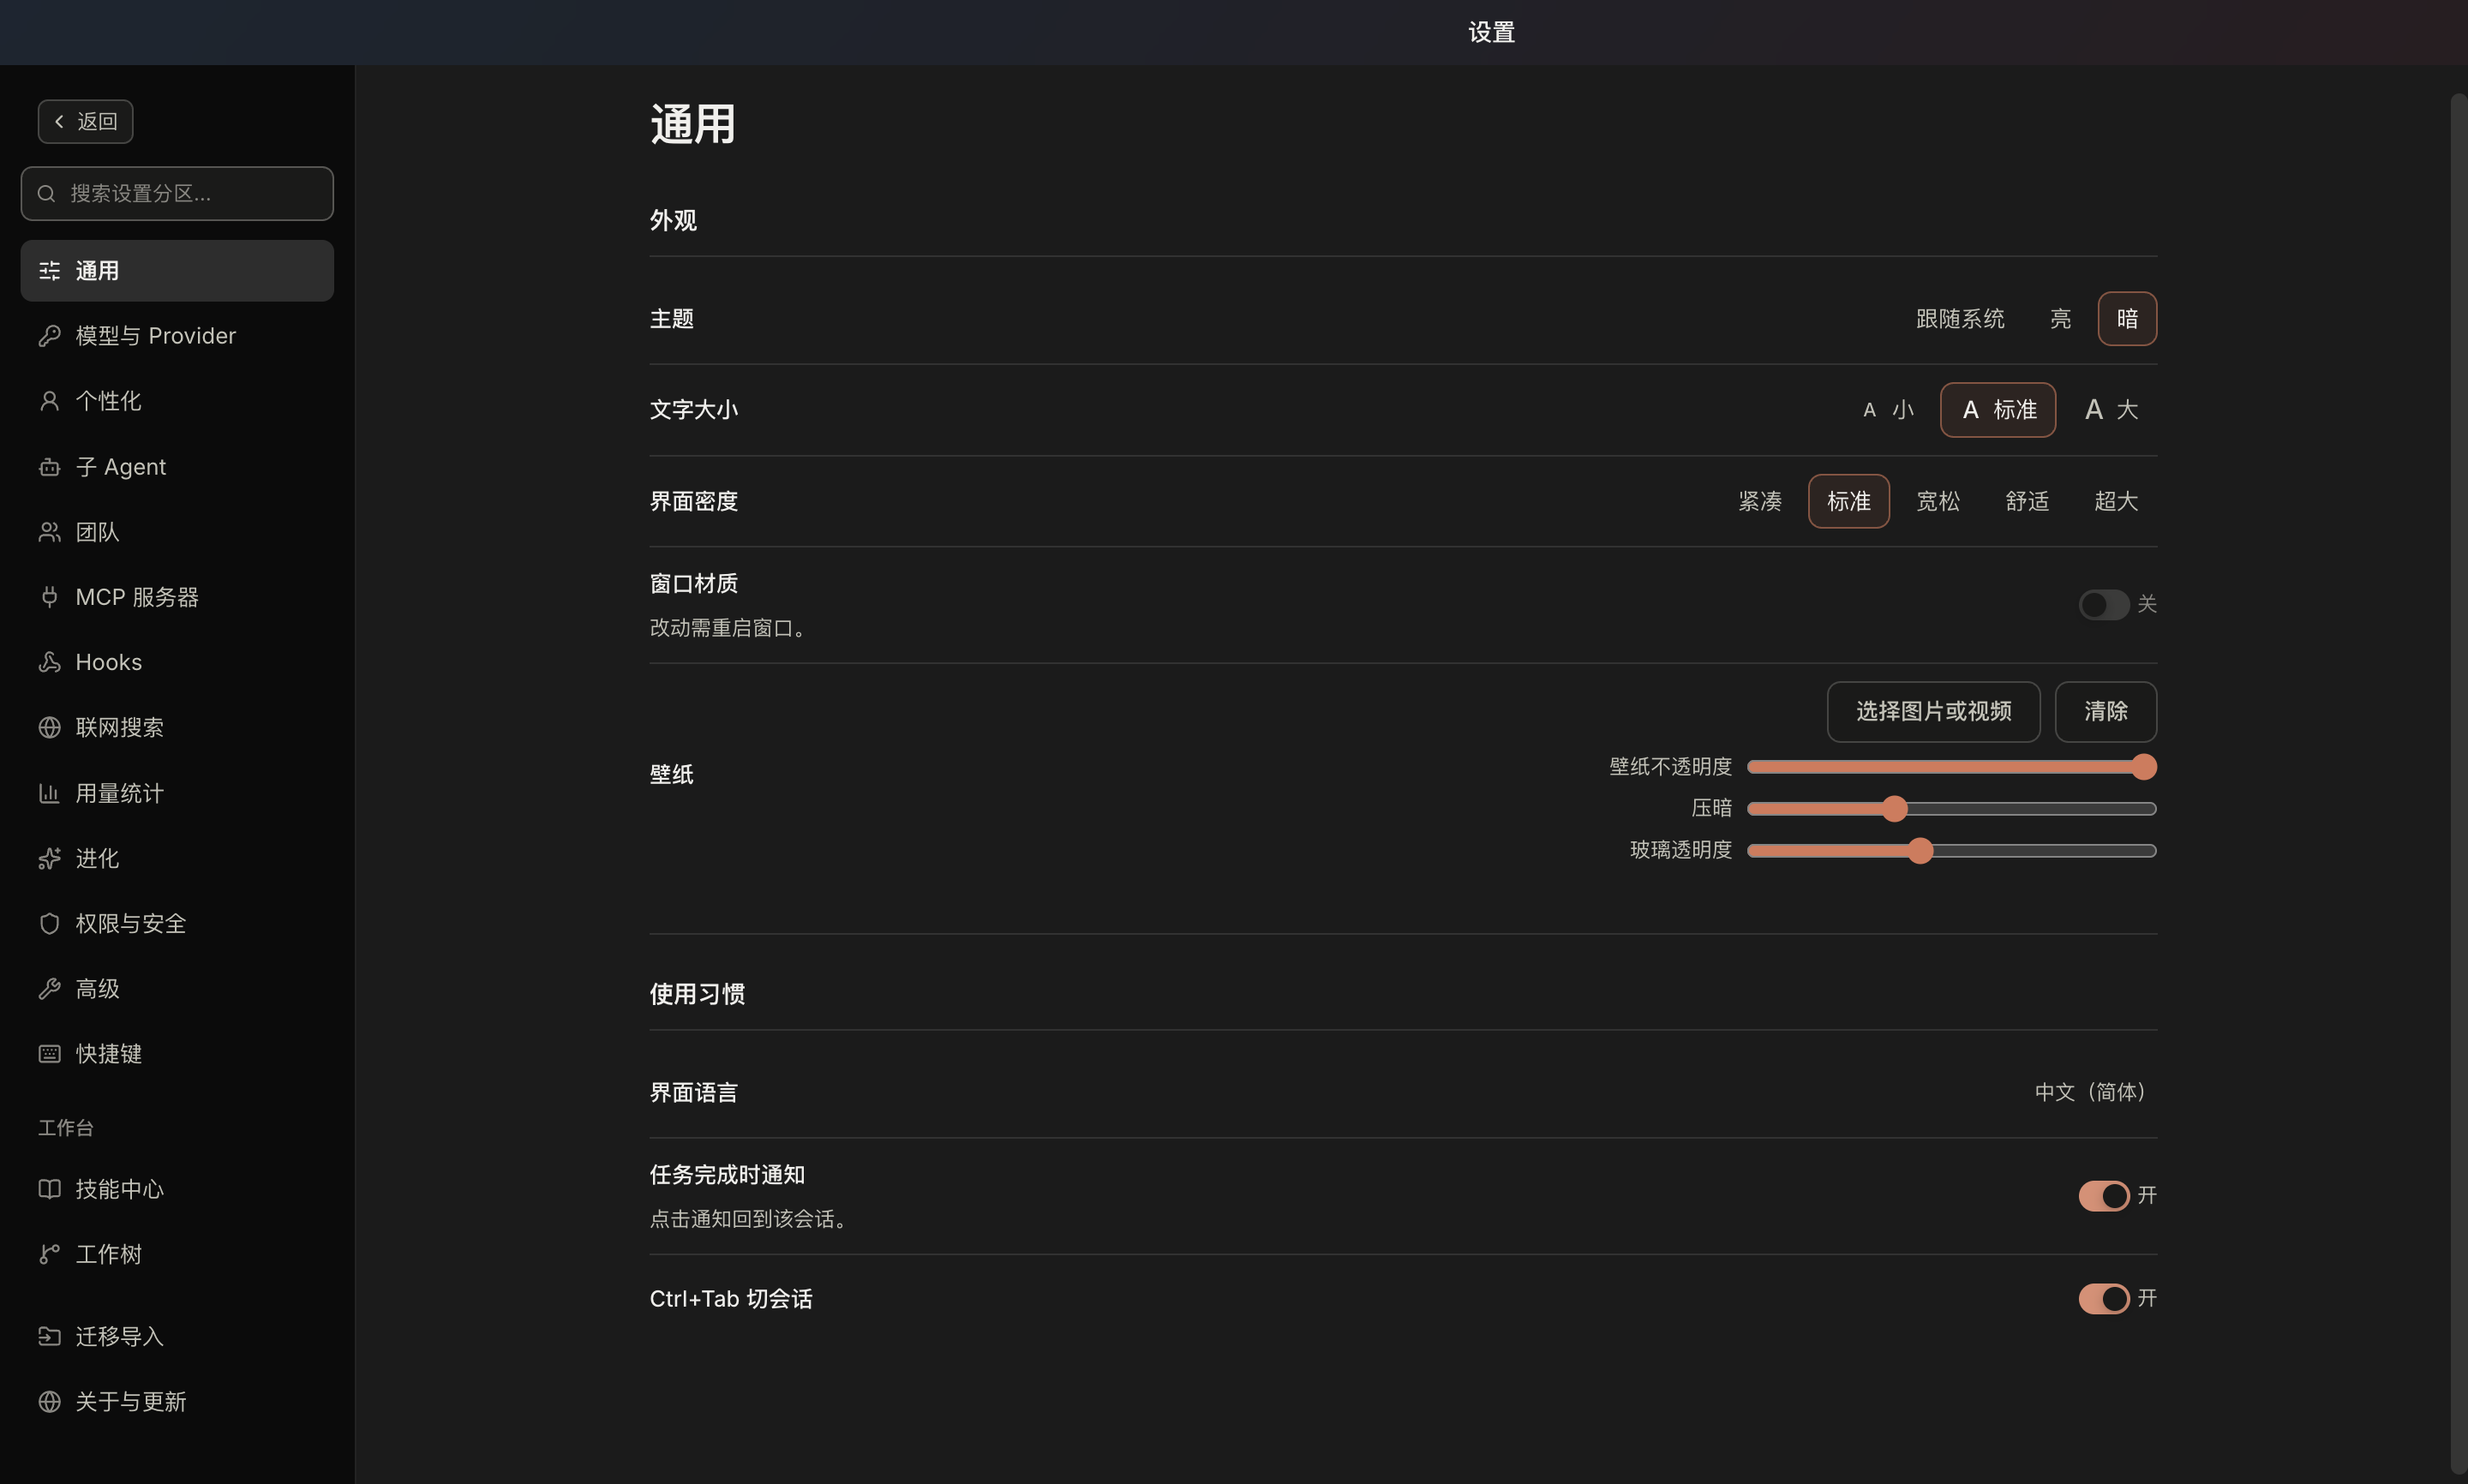 设置
返回
搜索设置分区...
通用
模型与 Provider
个性化
子 Agent
团队
MCP 服务器
Hooks
联网搜索
用量统计
进化
权限与安全
高级
快捷键
工作台
技能中心
工作树
迁移导入
关于与更新
通用
外观
主题
跟随系统 亮 暗
文字大小
A 小 A 标准 A 大
界面密度
紧凑 标准 宽松 舒适 超大
窗口材质
改动需重启窗口。
关
壁纸
选择图片或视频 清除
壁纸不透明度
压暗
玻璃透明度
使用习惯
界面语言
中文（简体）
任务完成时通知
点击通知回到该会话。
开
Ctrl+Tab 切会话
开